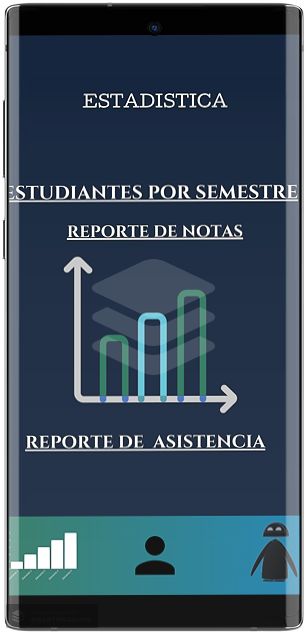 ESTADISTICA
ESTUDIANTES POR SEMESTRE
REPORTE DE NOTAS
REPORTE DE ASISTENCIA